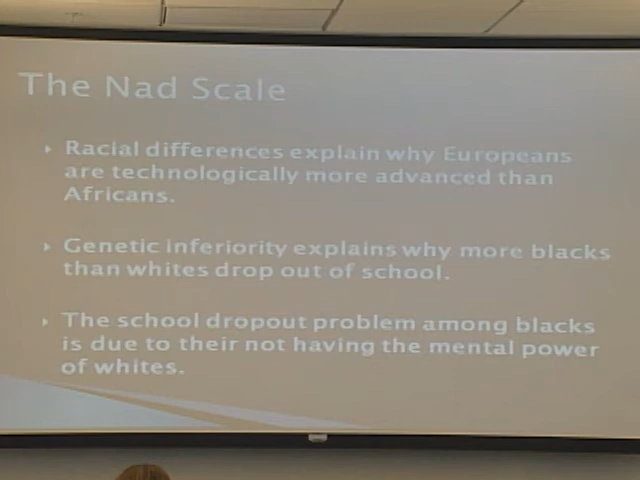 The Nad Scale
Racial differences explain why Europeans
are technologically more advanced than
Africans.
Genetic inferiority explains why more blacks
than whites drop out of school.
The school dropout problem among blacks
is due to their not having the mental power
of whites.